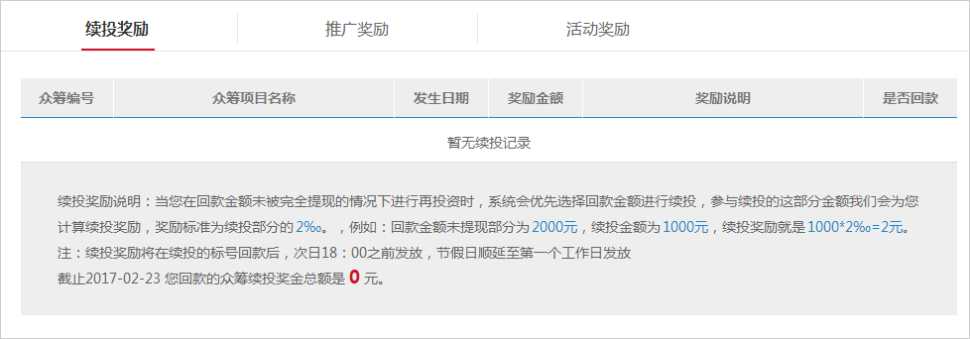 续投奖励 推广奖励 活动奖励
众筹编号 众筹项目名称 发生日期 奖励金额 奖励说明 是否回款
暂无续投记录
续投奖励说明：当您在回款金额未被完全提现的情况下进行再投资时，系统会优先选择回款金额进行续投，参与续投的这部分金额我们会为您
计算续投奖励，奖励标准为续投部分的2‰。，例如：回款金额未提现部分为2000元，续投金额为1000元，续投奖励就是1000*2‰=2元。
注：续投奖励将在续投的标号回款后，次日18：00之前发放，节假日顺延至第一个工作日发放
截止2017-02-23 您回款的众筹续投奖金总额是 0 元。